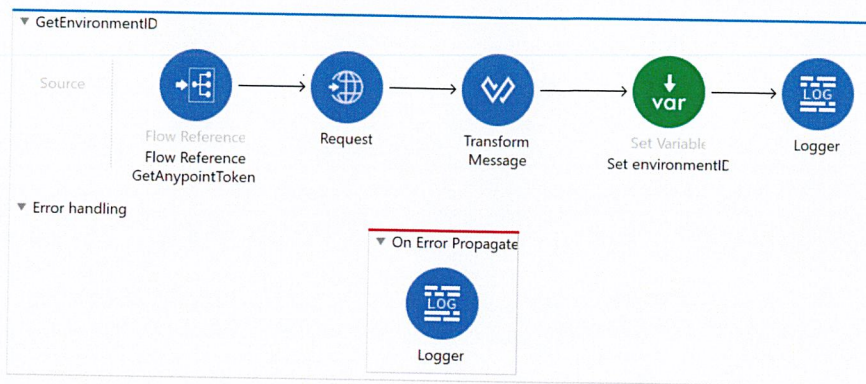 GetEnvironmentID
Source
LOG
var
Flow Reference
Flow Reference
GetAnypointToken
Request
Transform
Message
Set Variable
Set environmentID
Logger
Error handling
On Error Propagate
LOG
Logger